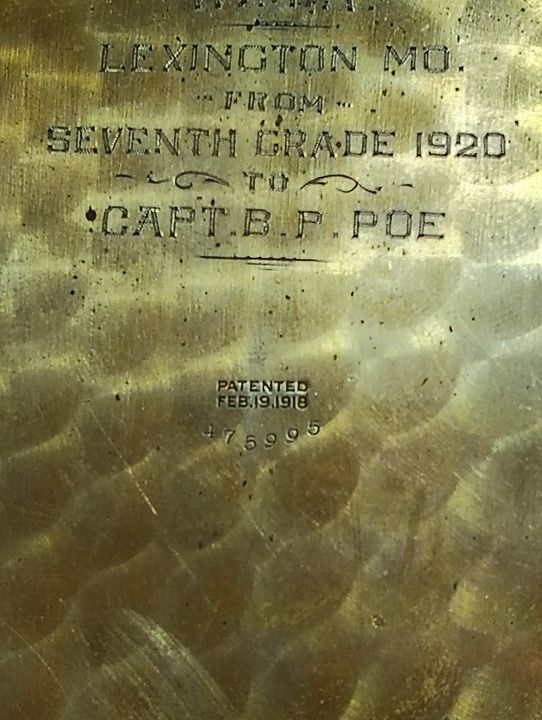 LEXINGTON MO.
FROM
SEVENTH GRADE 1920
TO
CAPT. B. P. POE
PATENTED
FEB.19.1918
475995